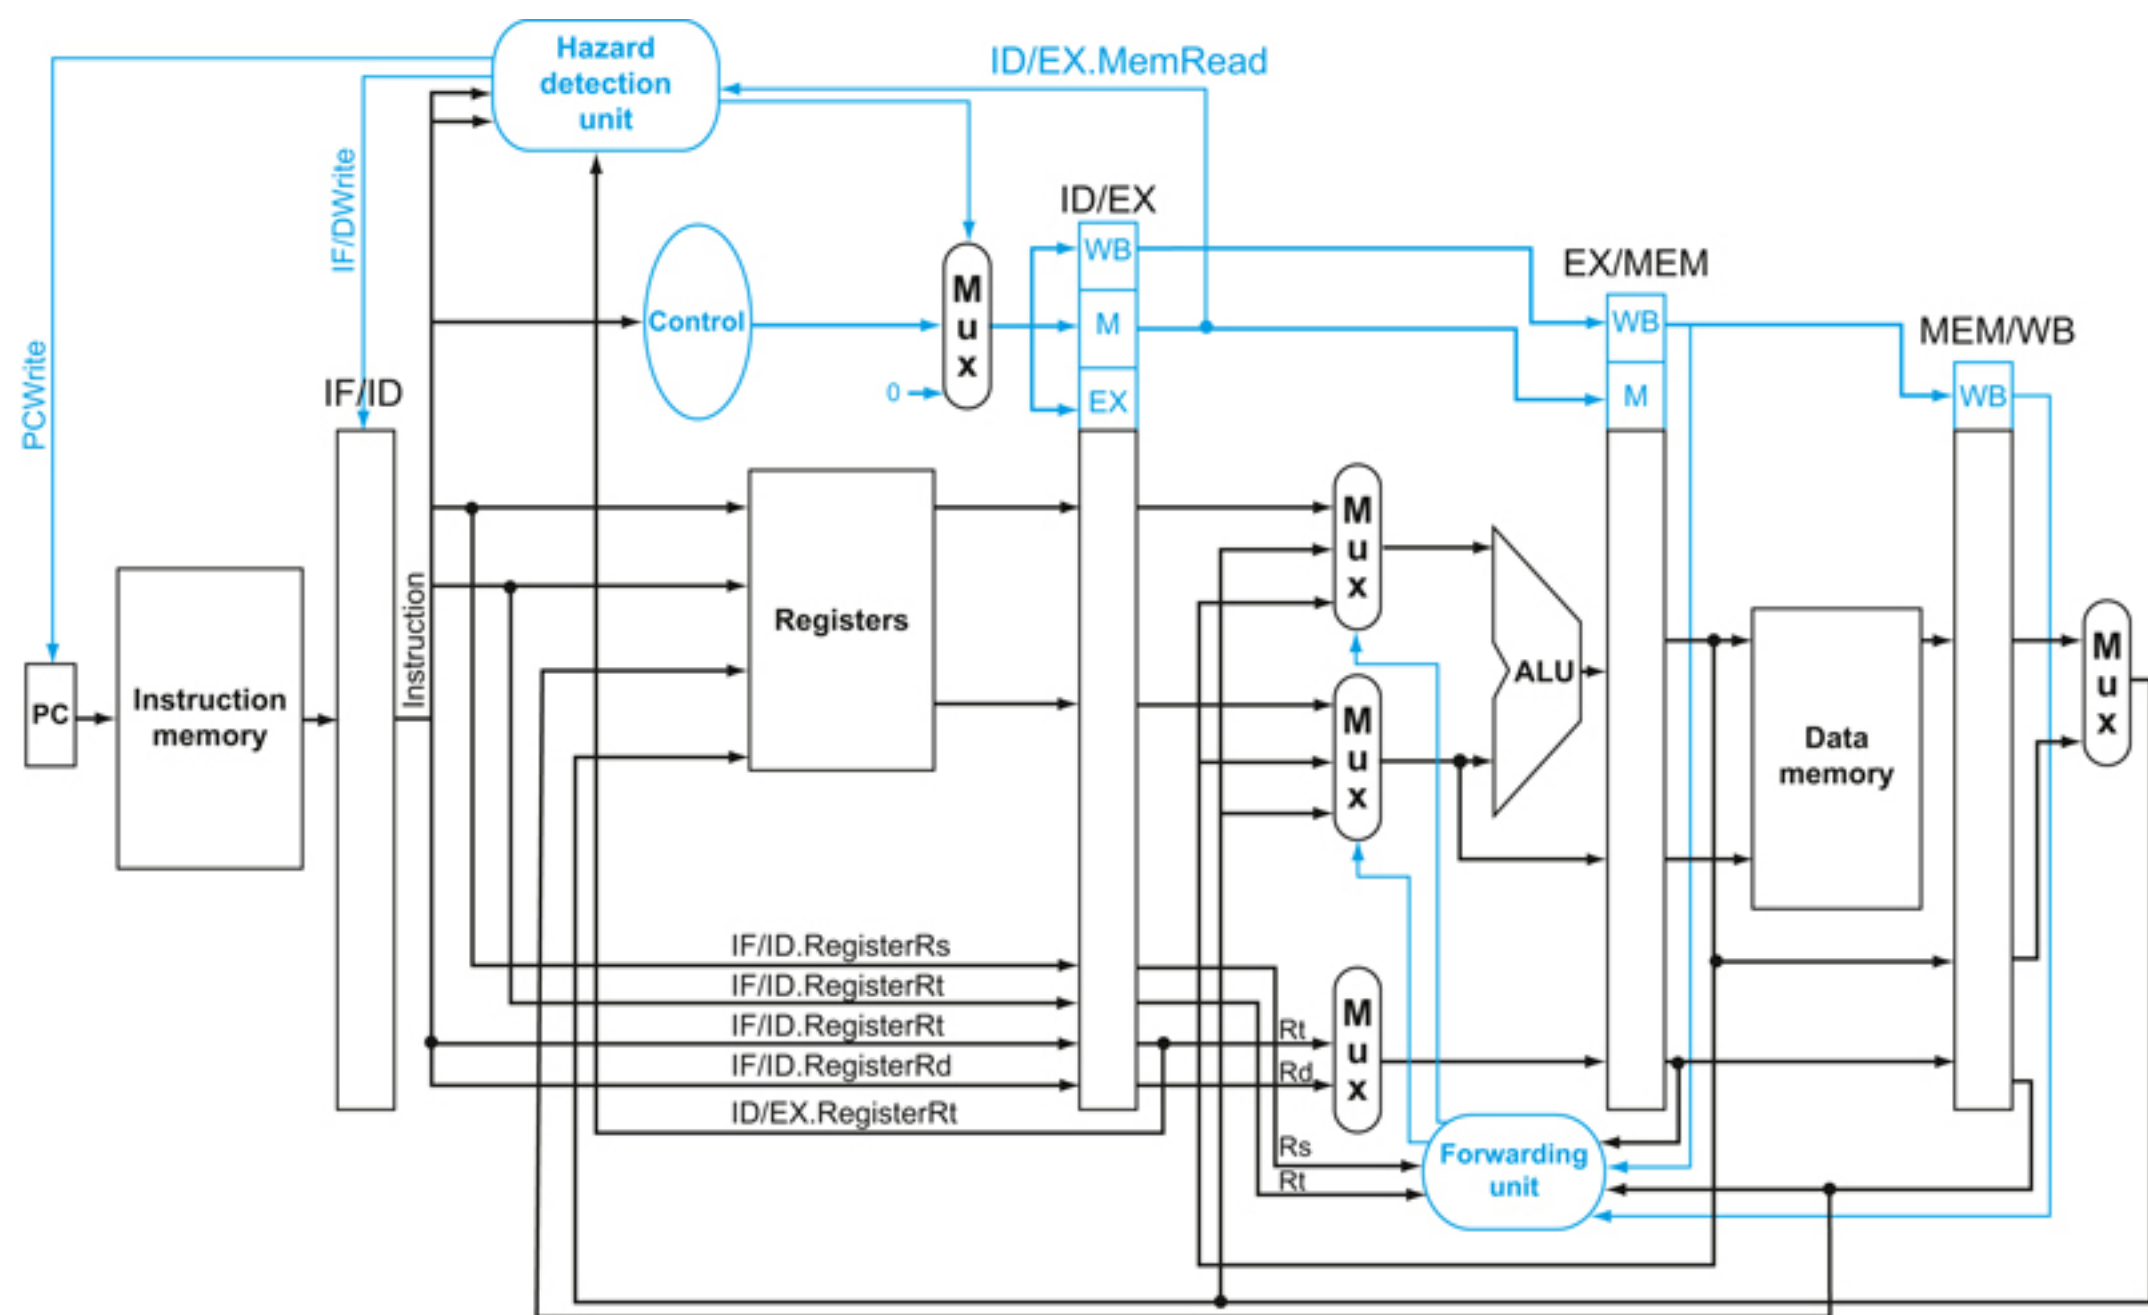 Hazard
detection
unit
ID/EX.MemRead
IF/DWrite
PCWrite
ID/EX
WB
M
EX
Control
M
u
x
0
EX/MEM
WB
M
MEM/WB
WB
IF/ID
PC
Instruction
memory
Instruction
Registers
M
u
x
M
u
x
ALU
Data
memory
M
u
x
IF/ID.RegisterRs
IF/ID.RegisterRt
IF/ID.RegisterRt
IF/ID.RegisterRd
ID/EX.RegisterRt
Rt
Rd
M
u
x
Rs
Rt
Forwarding
unit